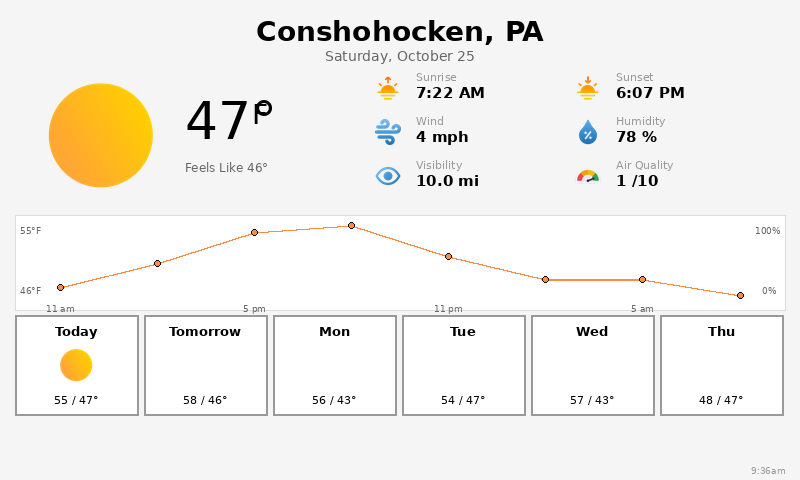 Conshohocken, PA
Saturday, October 25
47°F
Feels Like 46°
Sunrise
7:22 AM
Sunset
6:07 PM
Wind
4 mph
Humidity
78 %
Visibility
10.0 mi
Air Quality
1 /10
55°F
100%
46°F
0%
11 am
5 pm
11 pm
5 am
Today
Tomorrow
Mon
Tue
Wed
Thu
55 / 47°
58 / 46°
56 / 43°
54 / 47°
57 / 43°
48 / 47°
9:36am